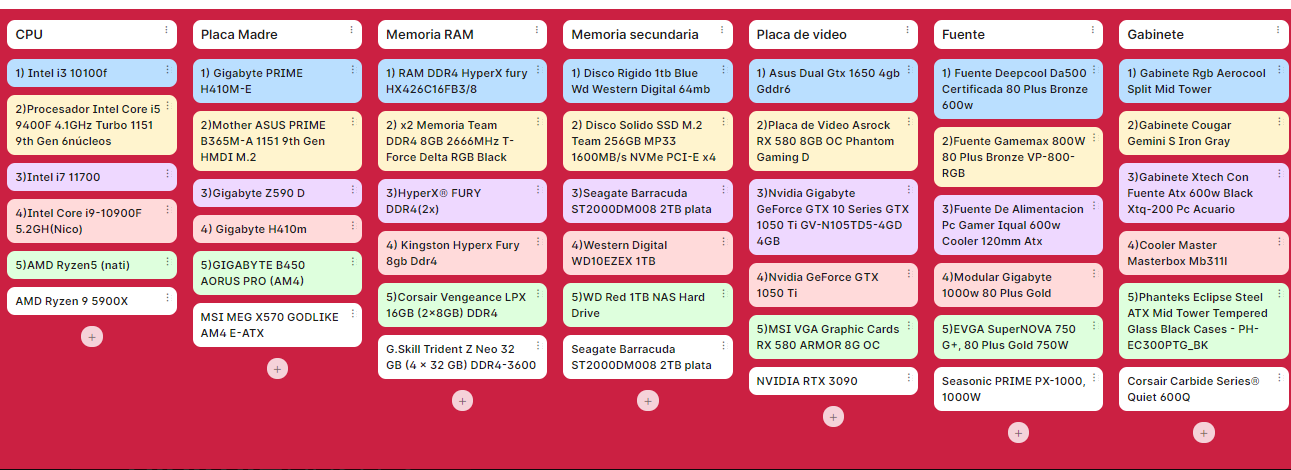 CPU
1) Intel i3 10100f
2)Procesador Intel Core i5
9400F 4.1GHz Turbo 1151
9th Gen 6núcleos
3)Intel i7 11700
4)Intel Core i9-10900F
5.2GH(Nico)
5)AMD Ryzen5 (nati)
AMD Ryzen 9 5900X
+
Placa Madre
1) Gigabyte PRIME
H410M-E
2)Mother ASUS PRIME
B365M-A 1151 9th Gen
HMDI M.2
3)Gigabyte Z590 D
4) Gigabyte H410m
5)GIGABYTE B450
AORUS PRO (AM4)
MSI MEG X570 GODLIKE
AM4 E-ATX
+
Memoria RAM
1) RAM DDR4 HyperX fury
HX426C16FB3/8
2) x2 Memoria Team
DDR4 8GB 2666MHz T-
Force Delta RGB Black
3)HyperX® FURY
DDR4(2x)
4) Kingston Hyperx Fury
8gb Ddr4
5)Corsair Vengeance LPX
16GB (2×8GB) DDR4
G.Skill Trident Z Neo 32
GB (4 × 32 GB) DDR4-3600
+
Memoria secundaria
1) Disco Rigido 1tb Blue
Wd Western Digital 64mb
2) Disco Solido SSD M.2
Team 256GB MP33
1600MB/s NVMe PCI-E x4
3)Seagate Barracuda
ST2000DM008 2TB plata
4)Western Digital
WD10EZEX 1TB
5)WD Red 1TB NAS Hard
Drive
Seagate Barracuda
ST2000DM008 2TB plata
+
Placa de video
1) Asus Dual Gtx 1650 4gb
Gddr6
2)Placa de Video Asrock
RX 580 8GB OC Phantom
Gaming D
3)Nvidia Gigabyte
GeForce GTX 10 Series GTX
1050 Ti GV-N105TD5-4GD
4GB
4)Nvidia GeForce GTX
1050 Ti
5)MSI VGA Graphic Cards
RX 580 ARMOR 8G OC
NVIDIA RTX 3090
+
Fuente
1) Fuente Deepcool Da500
Certificada 80 Plus Bronze
600w
2)Fuente Gamemax 800W
80 Plus Bronze VP-800-
RGB
3)Fuente De Alimentacion
Pc Gamer Iqual 600w
Cooler 120mm Atx
4)Modular Gigabyte
1000w 80 Plus Gold
5)EVGA SuperNOVA 750
G+, 80 Plus Gold 750W
Seasonic PRIME PX-1000,
1000W
+
Gabinete
1) Gabinete Rgb Aerocool
Split Mid Tower
2)Gabinete Cougar
Gemini S Iron Gray
3)Gabinete Xtech Con
Fuente Atx 600w Black
Xtq-200 Pc Acuario
4)Cooler Master
Masterbox Mb311l
5)Phanteks Eclipse Steel
ATX Mid Tower Tempered
Glass Black Cases - PH-
EC300PTG_BK
Corsair Carbide Series®
Quiet 600Q
+